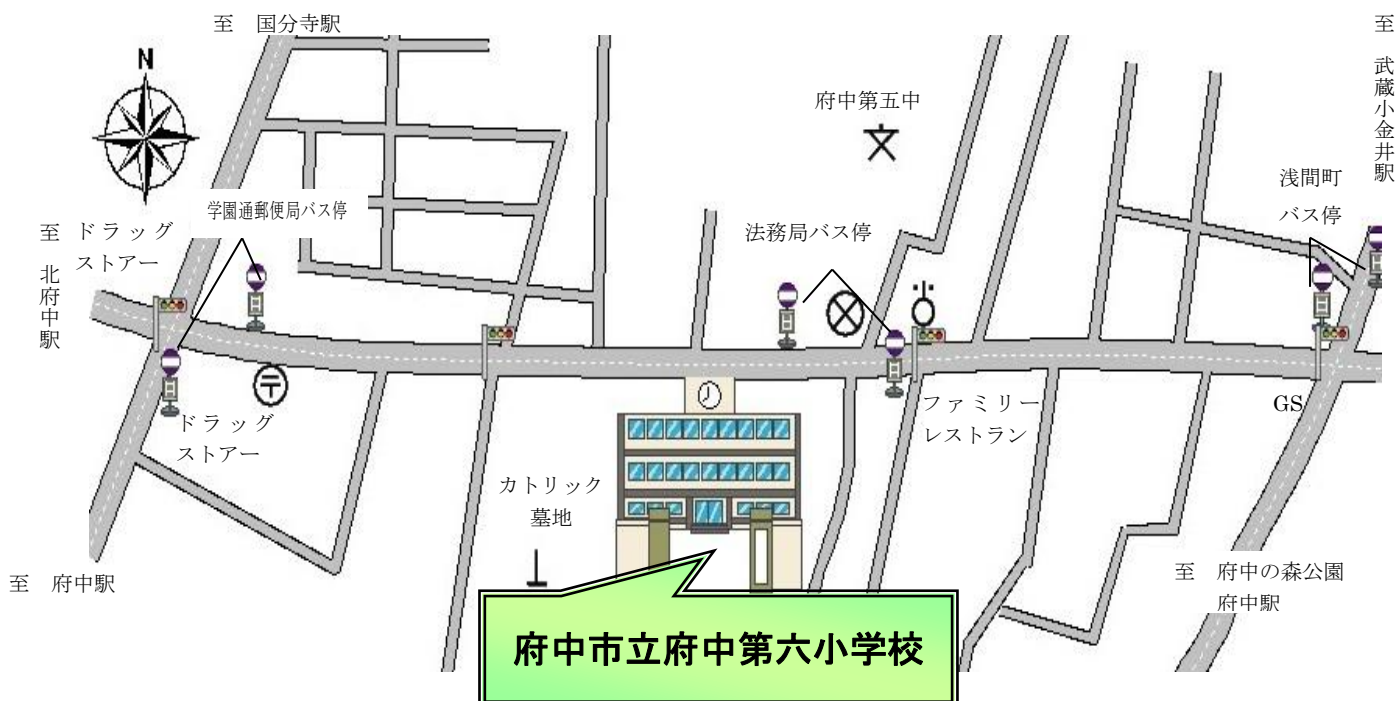 至　国分寺駅
至　武蔵小金井駅
N
府中第五中
浅間町
バス停
学園通郵便局バス停
法務局バス停
至　北府中駅
ドラッグ
ストアー
ファミリー
レストラン
GS
ドラッグ
ストアー
カトリック
墓地
至　府中駅
至　府中の森公園
府中駅
府中市立府中第六小学校